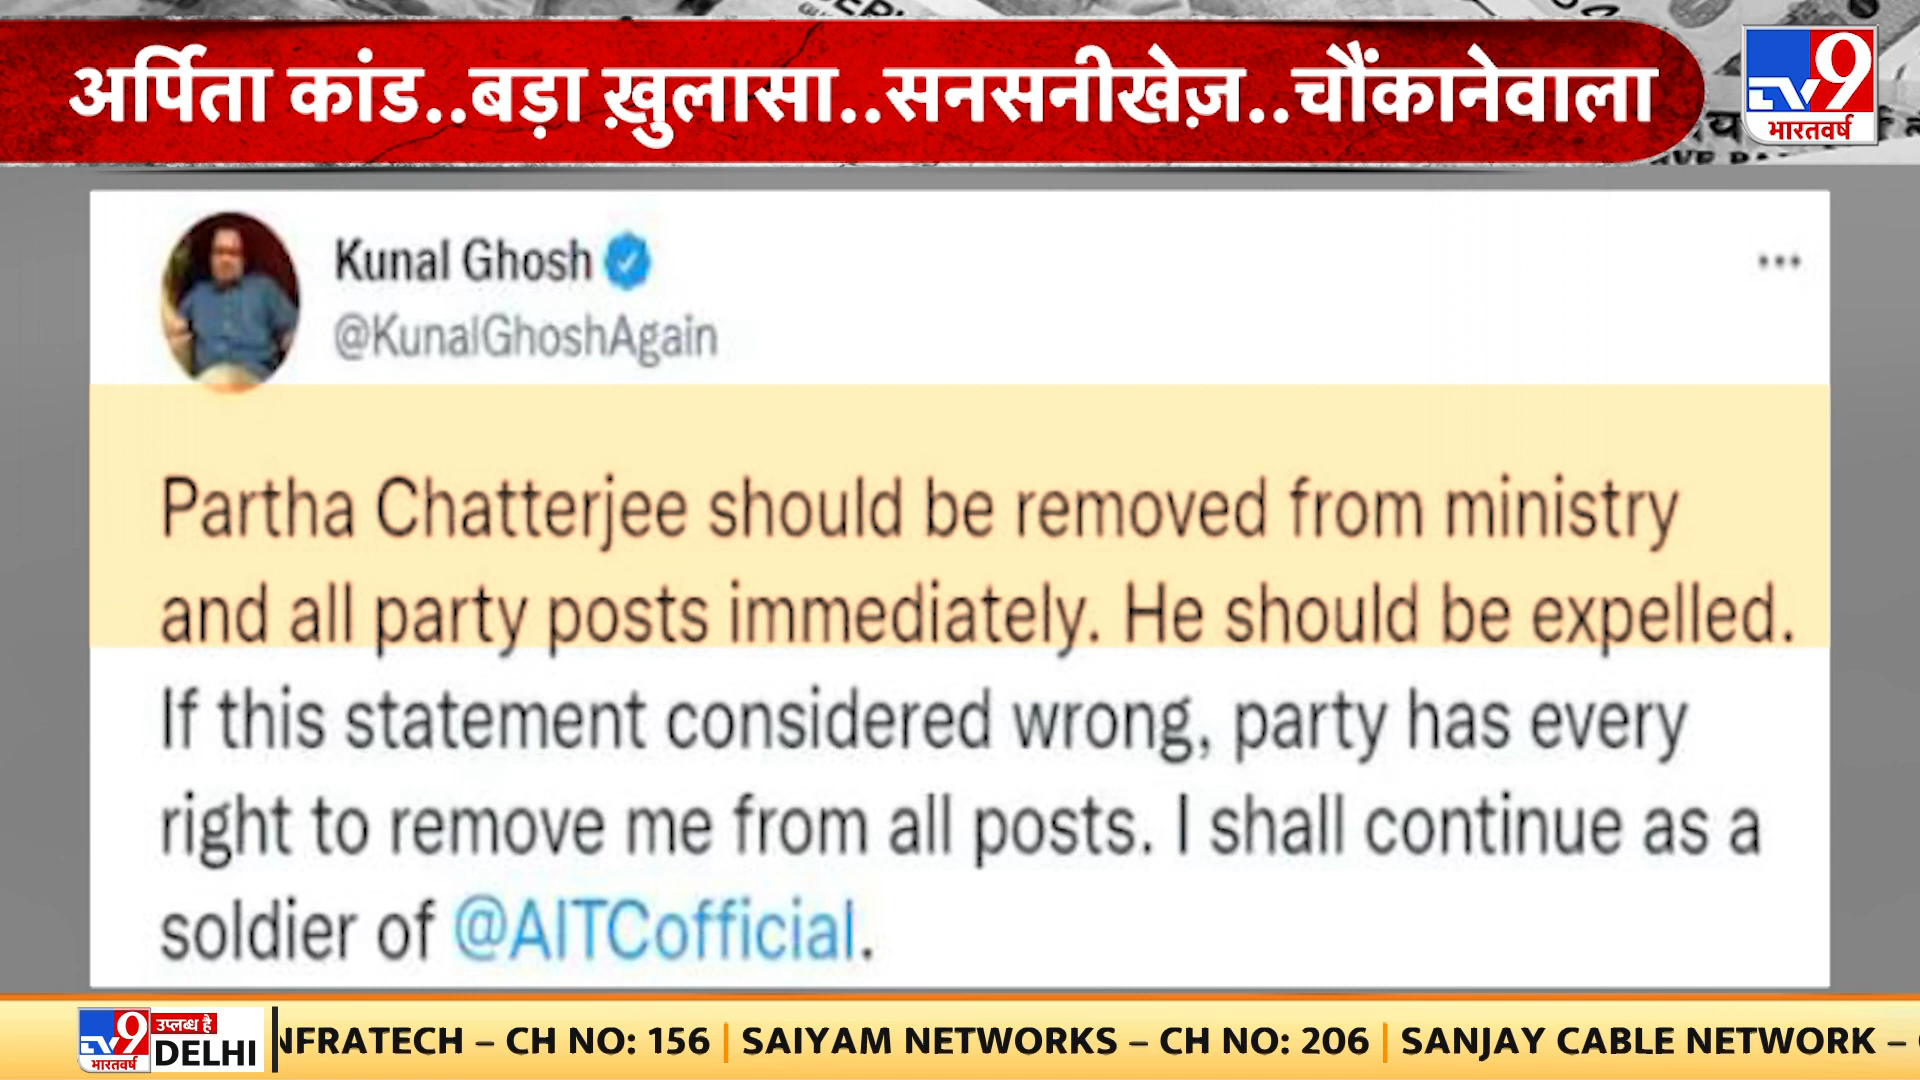 अर्पिता कांड..बड़ा ख़ुलासा..सनसनीखेज़..चौंकानेवाला
TV9
भारतवर्ष
Kunal Ghosh
@KunalGhoshAgain
Partha Chatterjee should be removed from ministry
and all party posts immediately. He should be expelled.
If this statement considered wrong, party has every
right to remove me from all posts. I shall continue as a
soldier of @AITCofficial.
TV9
भारतवर्ष
उप्लब्ध है
DELHI
NFRATECH – CH NO: 156 | SAIYAM NETWORKS – CH NO: 206 | SANJAY CABLE NETWORK –